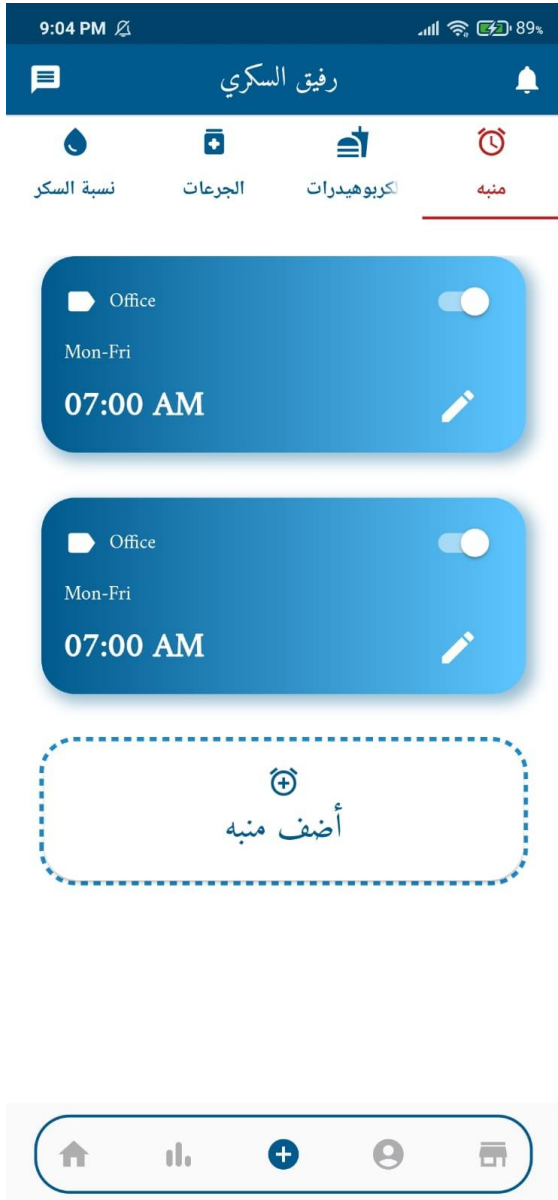 9:04 PM 89%
رفيق السكري
منبه
الكربوهيدرات
الجرعات
نسبة السكر
Office
Mon-Fri
07:00 AM
Office
Mon-Fri
07:00 AM
أضف منبه